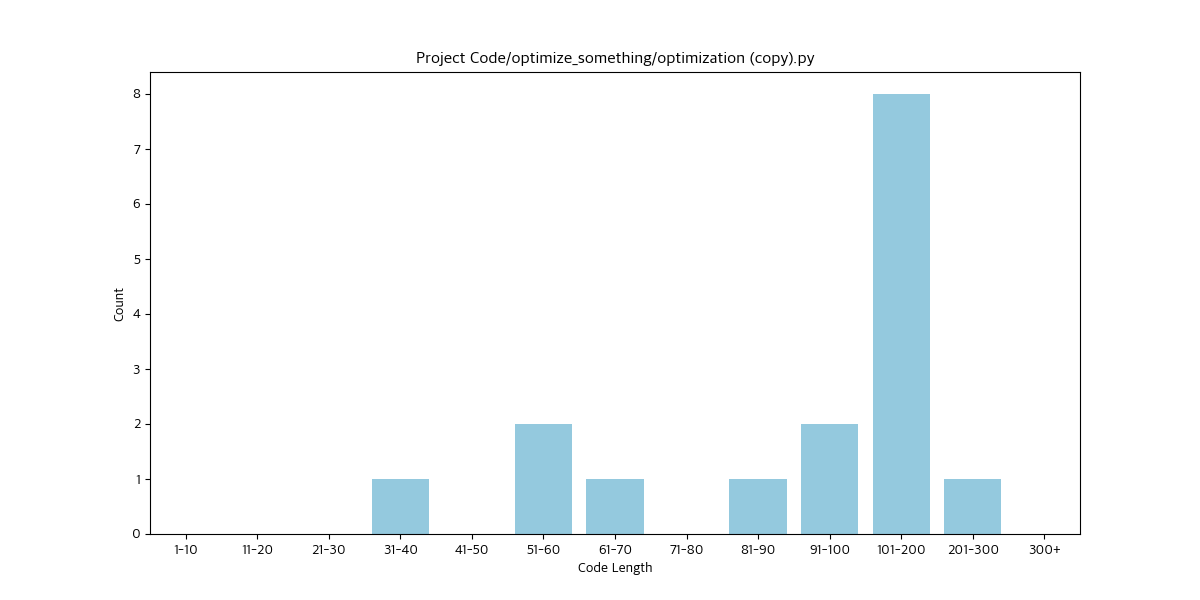 Project Code/optimize_something/optimization (copy).py
8
7
6
5
4
3
2
1
0
Count
1-10 11-20 21-30 31-40 41-50 51-60 61-70 71-80 81-90 91-100 101-200 201-300 300+
Code Length